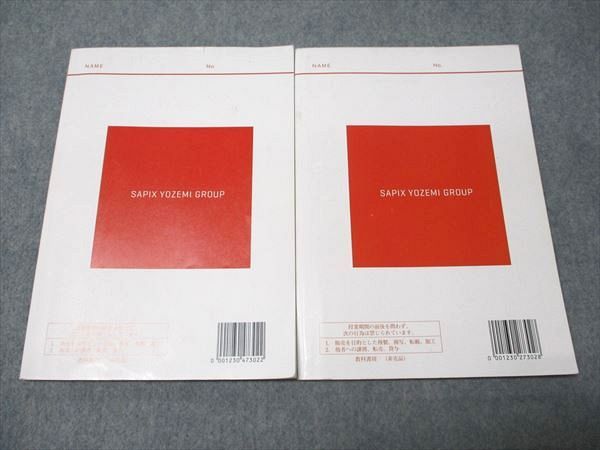 NAME No.
SAPIX YOZEMI GROUP
0 001230 473022
NAME No.
SAPIX YOZEMI GROUP
授業期間の前後を問わず、
次の行為は禁じられています。
1. 販売を目的とした複製、複写、転載、加工
2. 他者への譲渡、転売、貸与
教科書用 (非売品)
0 001230 273028